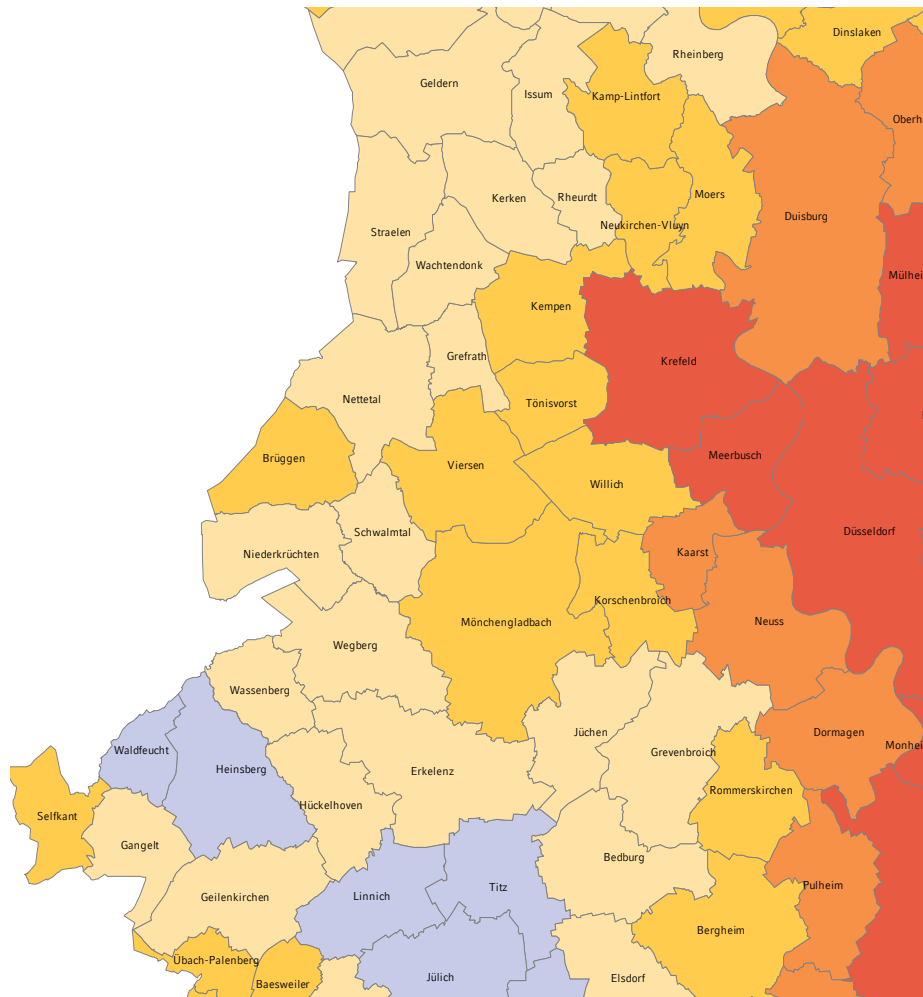 Dinslaken
Rheinberg
Geldern
Issum
Kamp-Lintfort
Oberh
Kerken
Rheurdt
Moers
Duisburg
Straelen
Neukirchen-Vluyn
Wachtendonk
Mülhei
Kempen
Grefrath
Krefeld
Nettetal
Tönisvorst
Brüggen
Viersen
Meerbusch
Willich
Schwalmtal
Düsseldorf
Niederkrüchten
Kaarst
Korschenbroich
Mönchengladbach
Neuss
Wegberg
Wassenberg
Jüchen
Dormagen
Waldfeucht
Grevenbroich
Monhei
Heinsberg
Erkelenz
Rommerskirchen
Hückelhoven
Selfkant
Gangelt
Bedburg
Geilenkirchen
Linnich
Titz
Pulheim
Bergheim
Übach-Palenberg
Baesweiler
Jülich
Elsdorf